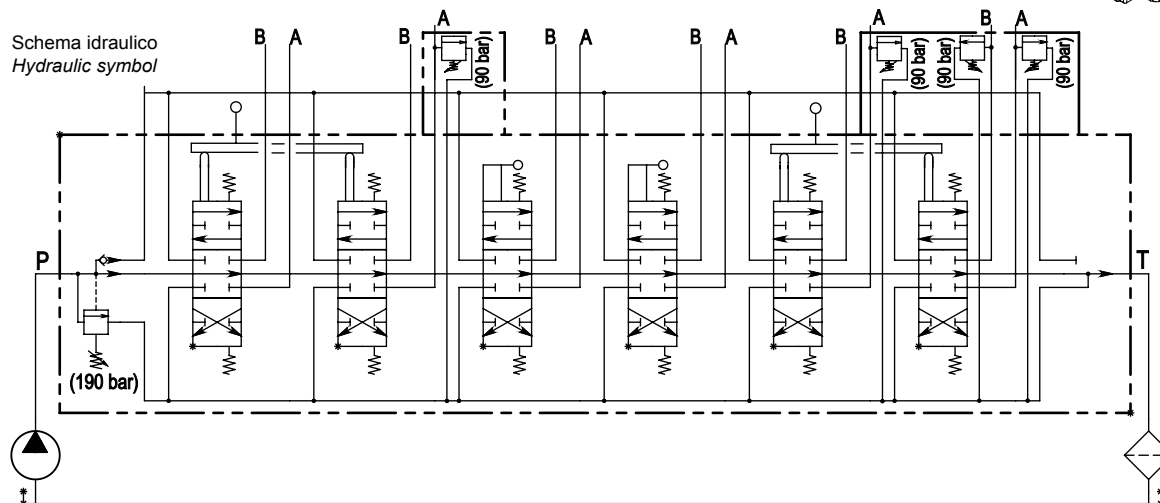 Schema idraulico
Hydraulic symbol
B A
B
A
(90 bar)
B A
B A
B
A
(90 bar)
(90 bar)
B
A
(90 bar)
P
T
(190 bar)